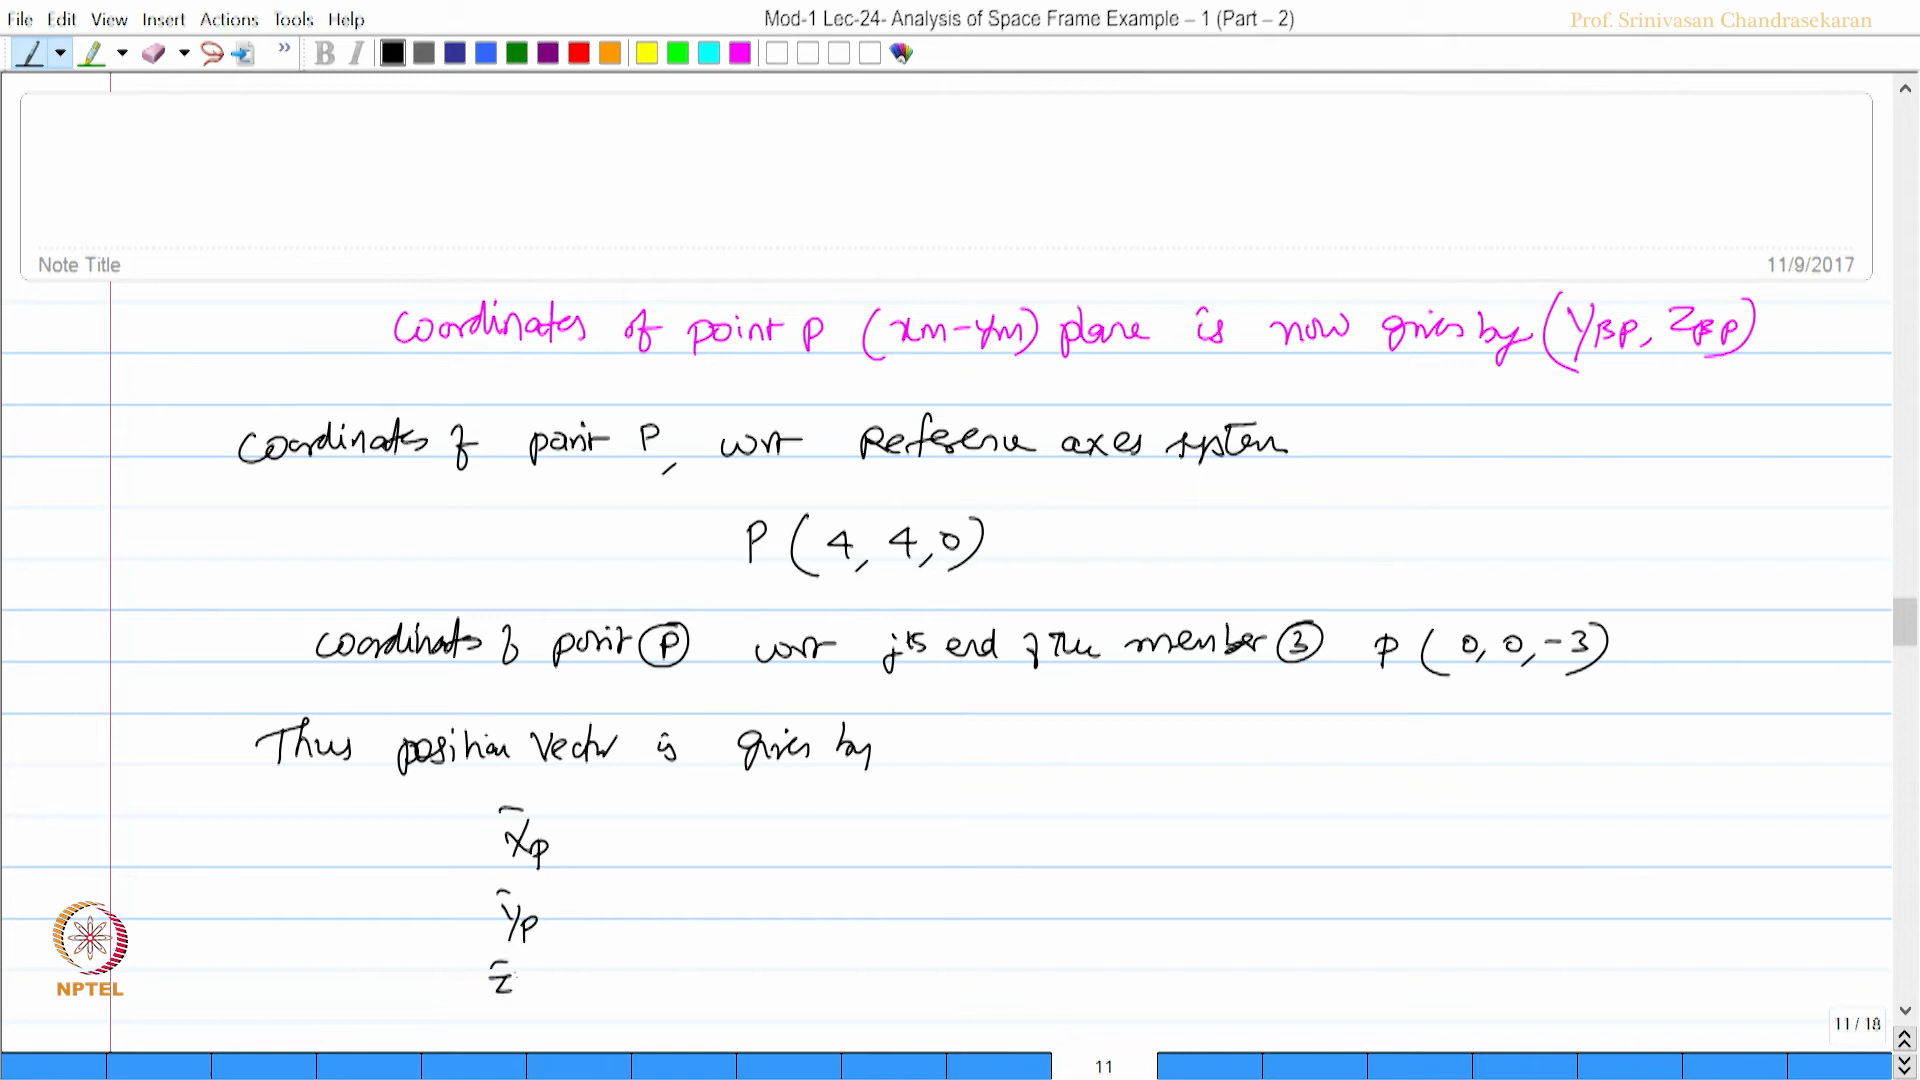 File Edit View Insert Actions Tools Help
Mod-1 Lec-24- Analysis of Space Frame Example – 1 (Part – 2)
Prof. Srinivasan Chandrasekaran
B I
Note Title
11/9/2017
Coordinates of point p (xm-ym) plane is now given by (Yβp, Zβp)
Coordinates of point P, wrt Reference axes system
P (4, 4, 0)
Coordinates of point p wrt jth end of the member 3 p (0, 0, -3)
Thus position vector is given by
x̄p
ȳp
z̄
NPTEL
11 / 18
11